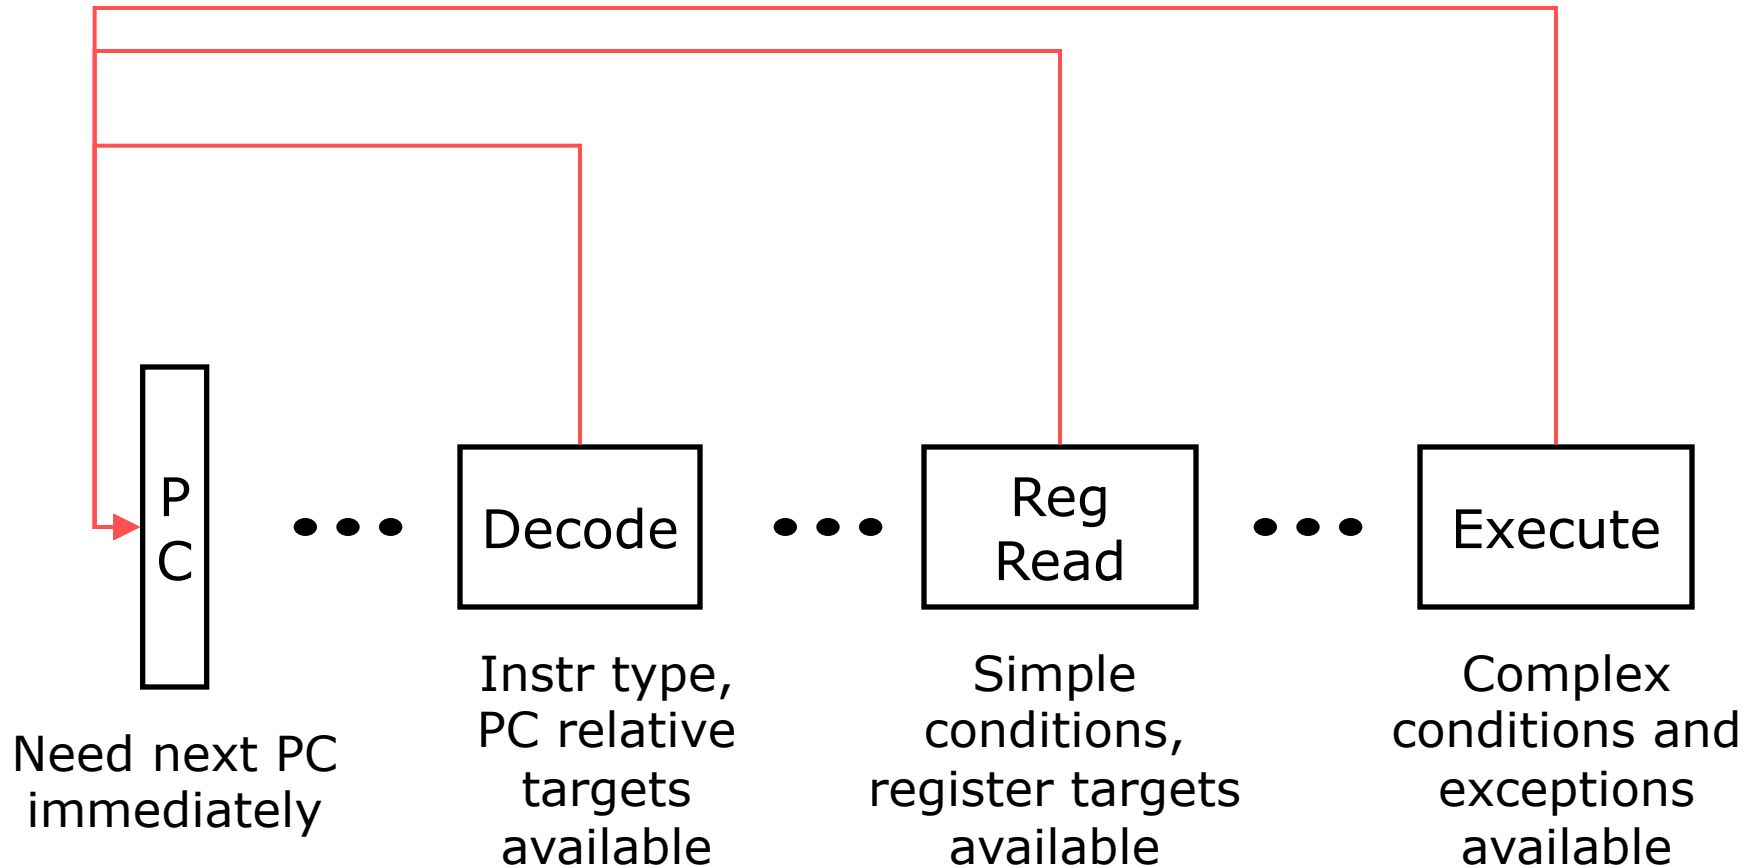 P
C
Decode
Reg
Read
Execute
Need next PC
immediately
Instr type,
PC relative
targets
available
Simple
conditions,
register targets
available
Complex
conditions and
exceptions
available